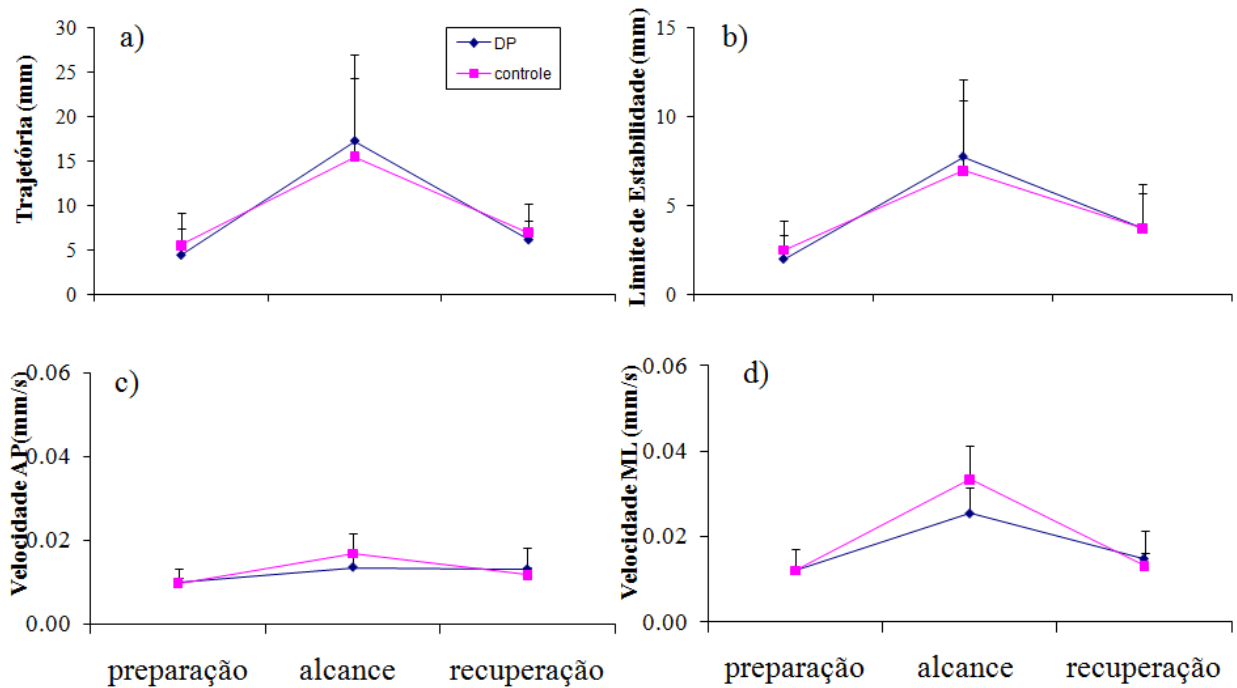 a)
Trajetória (mm)
30
25
20
15
10
5
0
DP
controle
b)
Limite de Estabilidade (mm)
15
10
5
0
c)
Velocidade AP(mm/s)
0.06
0.04
0.02
0.00
preparação alcance recuperação
d)
Velocidade ML (mm/s)
0.06
0.04
0.02
0.00
preparação alcance recuperação